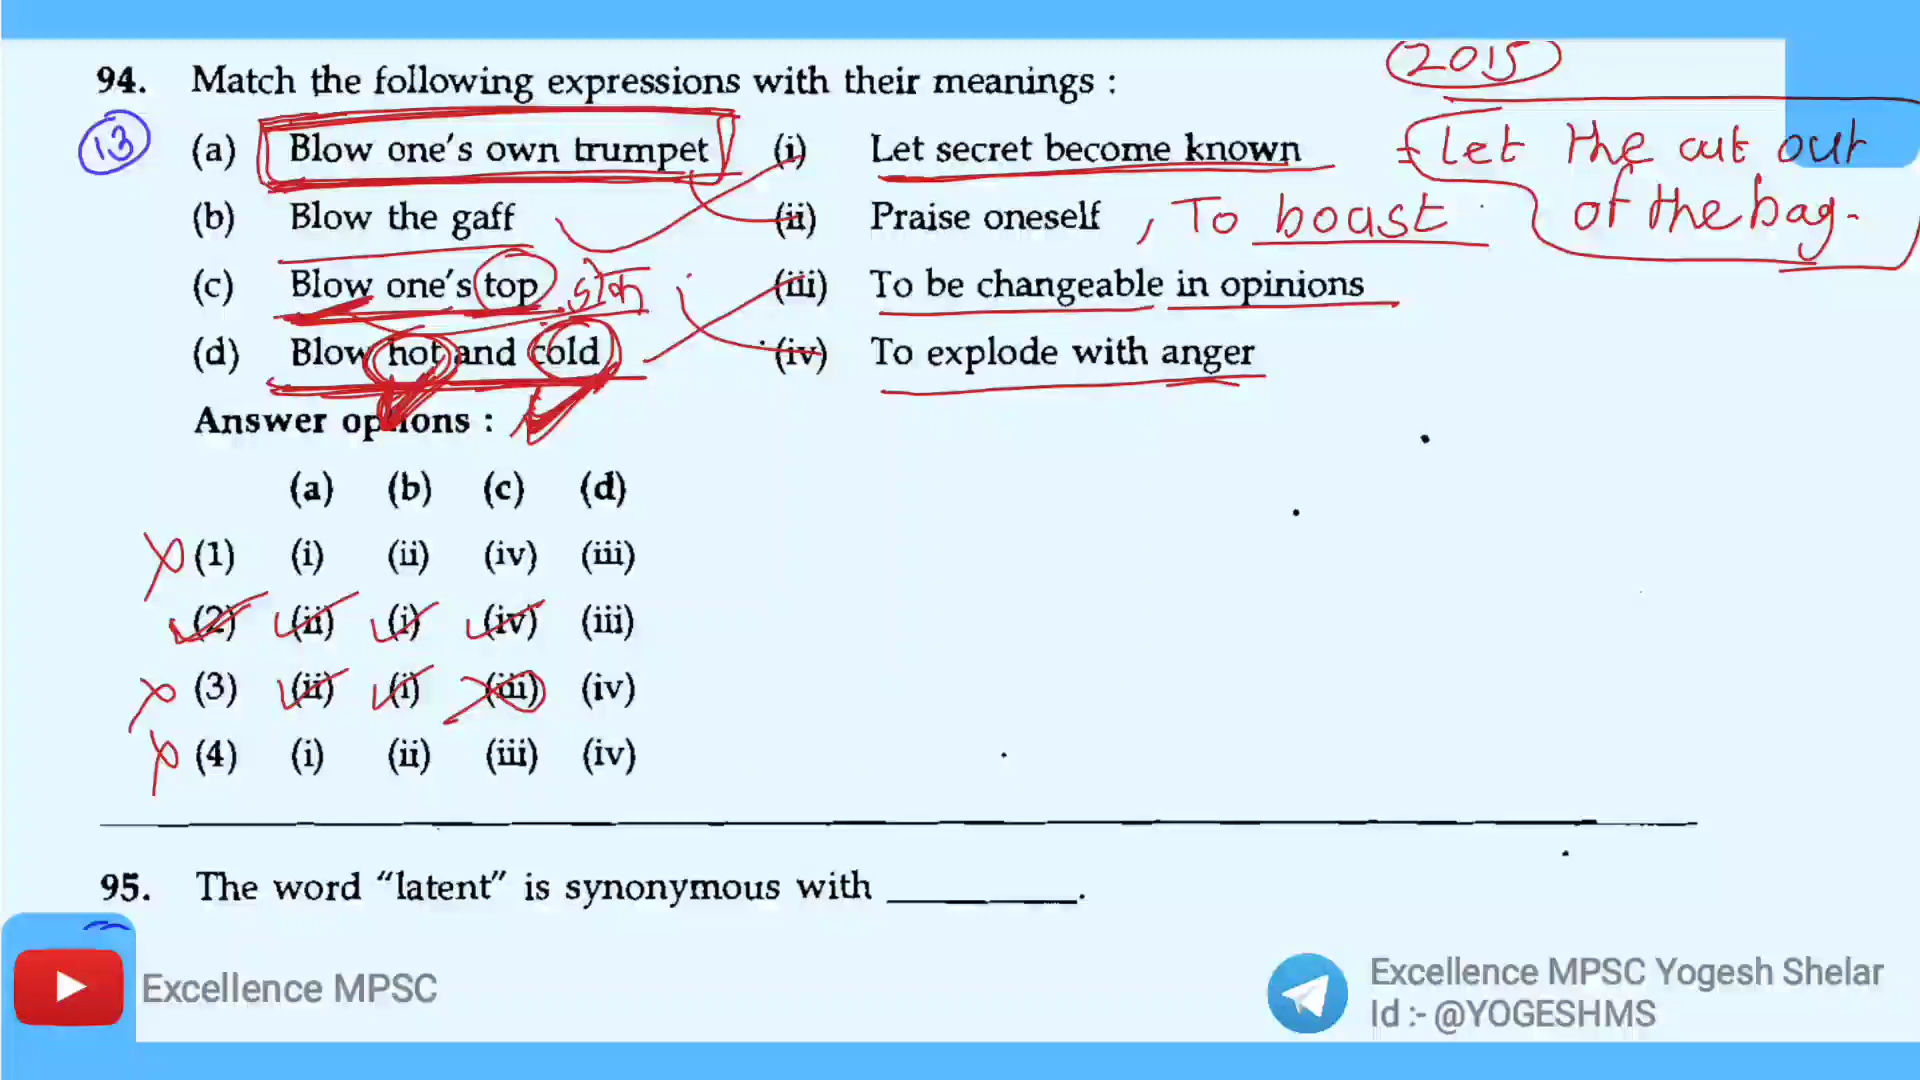 (2015)
94. Match the following expressions with their meanings :
13
(a) Blow one's own trumpet (i) Let secret become known let the cat out
(b) Blow the gaff (ii) Praise oneself , To boast of the bag.
(c) Blow one's top (iii) To be changeable in opinions
(d) Blow hot and cold (iv) To explode with anger
Answer options :
(a) (b) (c) (d)
(1) (i) (ii) (iv) (iii)
(2) (ii) (i) (iv) (iii)
(3) (ii) (i) (iii) (iv)
(4) (i) (ii) (iii) (iv)
95. The word "latent" is synonymous with ________.
Excellence MPSC
Excellence MPSC Yogesh Shelar
Id :- @YOGESHMS